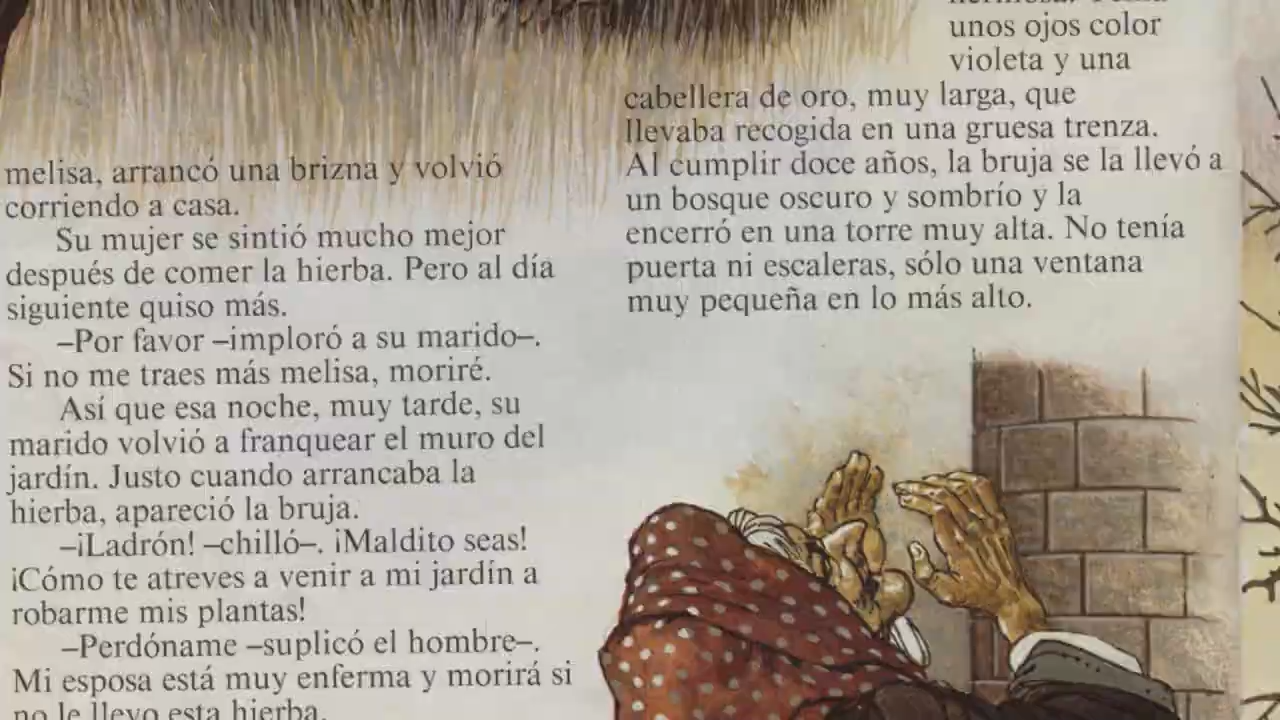 melisa, arrancó una brizna y volvió
corriendo a casa.
Su mujer se sintió mucho mejor
después de comer la hierba. Pero al día
siguiente quiso más.
–Por favor –imploró a su marido–.
Si no me traes más melisa, moriré.
Así que esa noche, muy tarde, su
marido volvió a franquear el muro del
jardín. Justo cuando arrancaba la
hierba, apareció la bruja.
–¡Ladrón! –chilló–. ¡Maldito seas!
¡Cómo te atreves a venir a mi jardín a
robarme mis plantas!
–Perdóname –suplicó el hombre–.
Mi esposa está muy enferma y morirá si
no le llevo esta hierba.
unos ojos color
violeta y una
cabellera de oro, muy larga, que
llevaba recogida en una gruesa trenza.
Al cumplir doce años, la bruja se la llevó a
un bosque oscuro y sombrío y la
encerró en una torre muy alta. No tenía
puerta ni escaleras, sólo una ventana
muy pequeña en lo más alto.